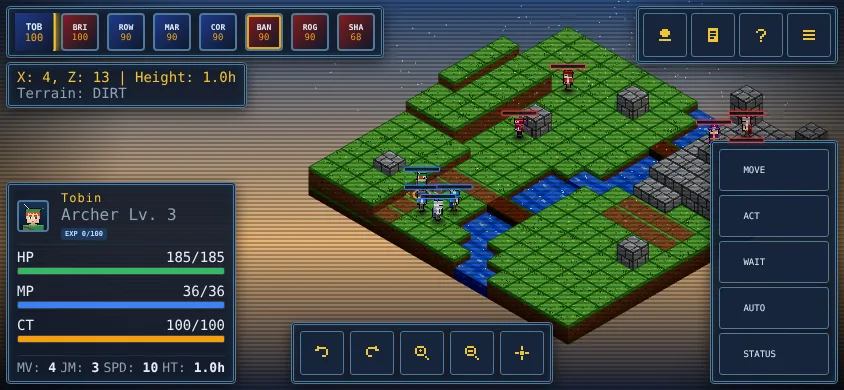 TOB
100
BRI
100
ROW
90
MAR
90
COR
90
BAN
90
ROG
90
SHA
68
?
X: 4, Z: 13 | Height: 1.0h
Terrain: DIRT
Tobin
Archer Lv. 3
EXP 0/100
HP 185/185
MP 36/36
CT 100/100
MV: 4 JM: 3 SPD: 10 HT: 1.0h
MOVE
ACT
WAIT
AUTO
STATUS